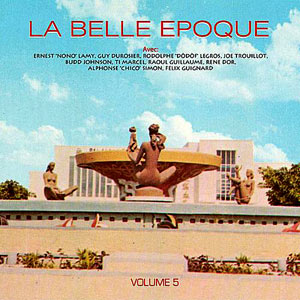 LA BELLE EPOQUE
Avec:
ERNEST 'NONO' LAMY, GUY DUROSIER, RODOLPHE 'DÓDÓF' LEGROS, JOE TROUILLOT,
BUDD JOHNSON, TI MARCEL, RAOUL GUILLAUME, RENE DOR,
ALPHONSE 'CHICO' SIMON, FELIX GUIGNARD
VOLUME 5